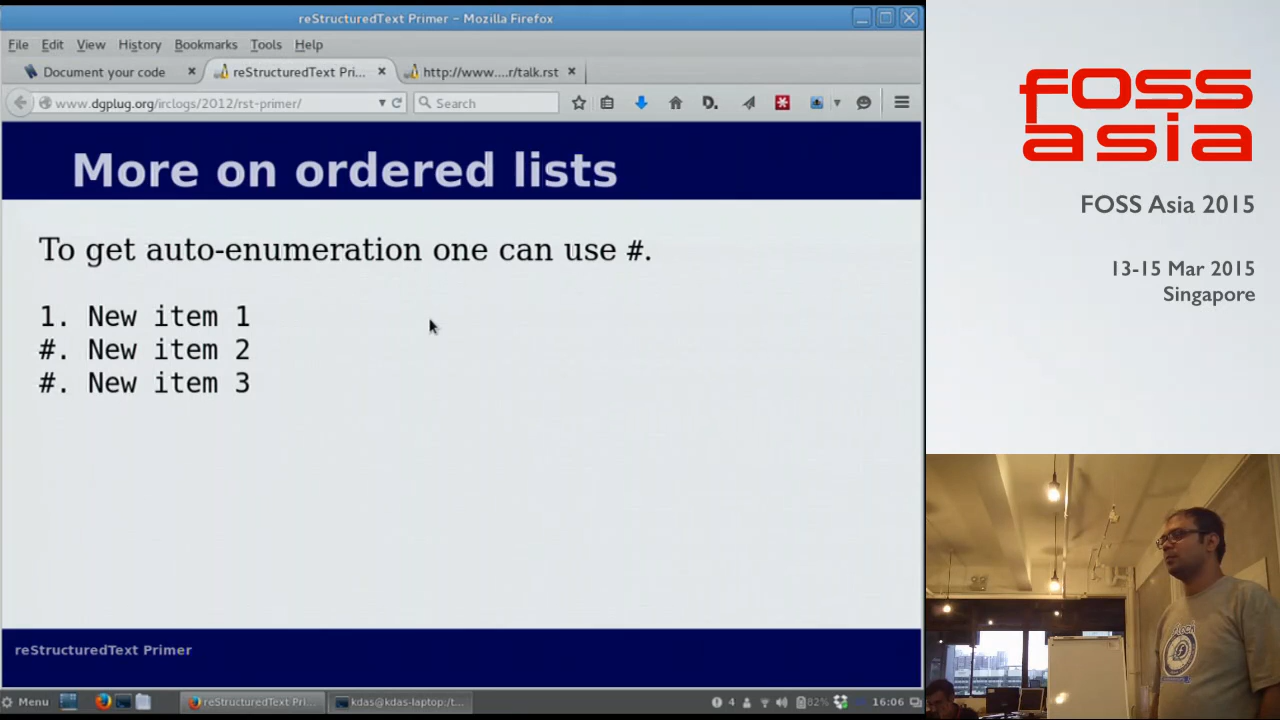 reStructuredText Primer - Mozilla Firefox
File Edit View History Bookmarks Tools Help
Document your code
reStructuredText Pri...
http://www....r/talk.rst
www.dgplug.org/irclogs/2012/rst-primer/
Search
D.
More on ordered lists
To get auto-enumeration one can use #.
1. New item 1
#. New item 2
#. New item 3
reStructuredText Primer
Menu
reStructuredText Pri...
kdas@kdas-laptop:/t...
4
82%
16:06
FOSS
asia
FOSS Asia 2015
13-15 Mar 2015
Singapore